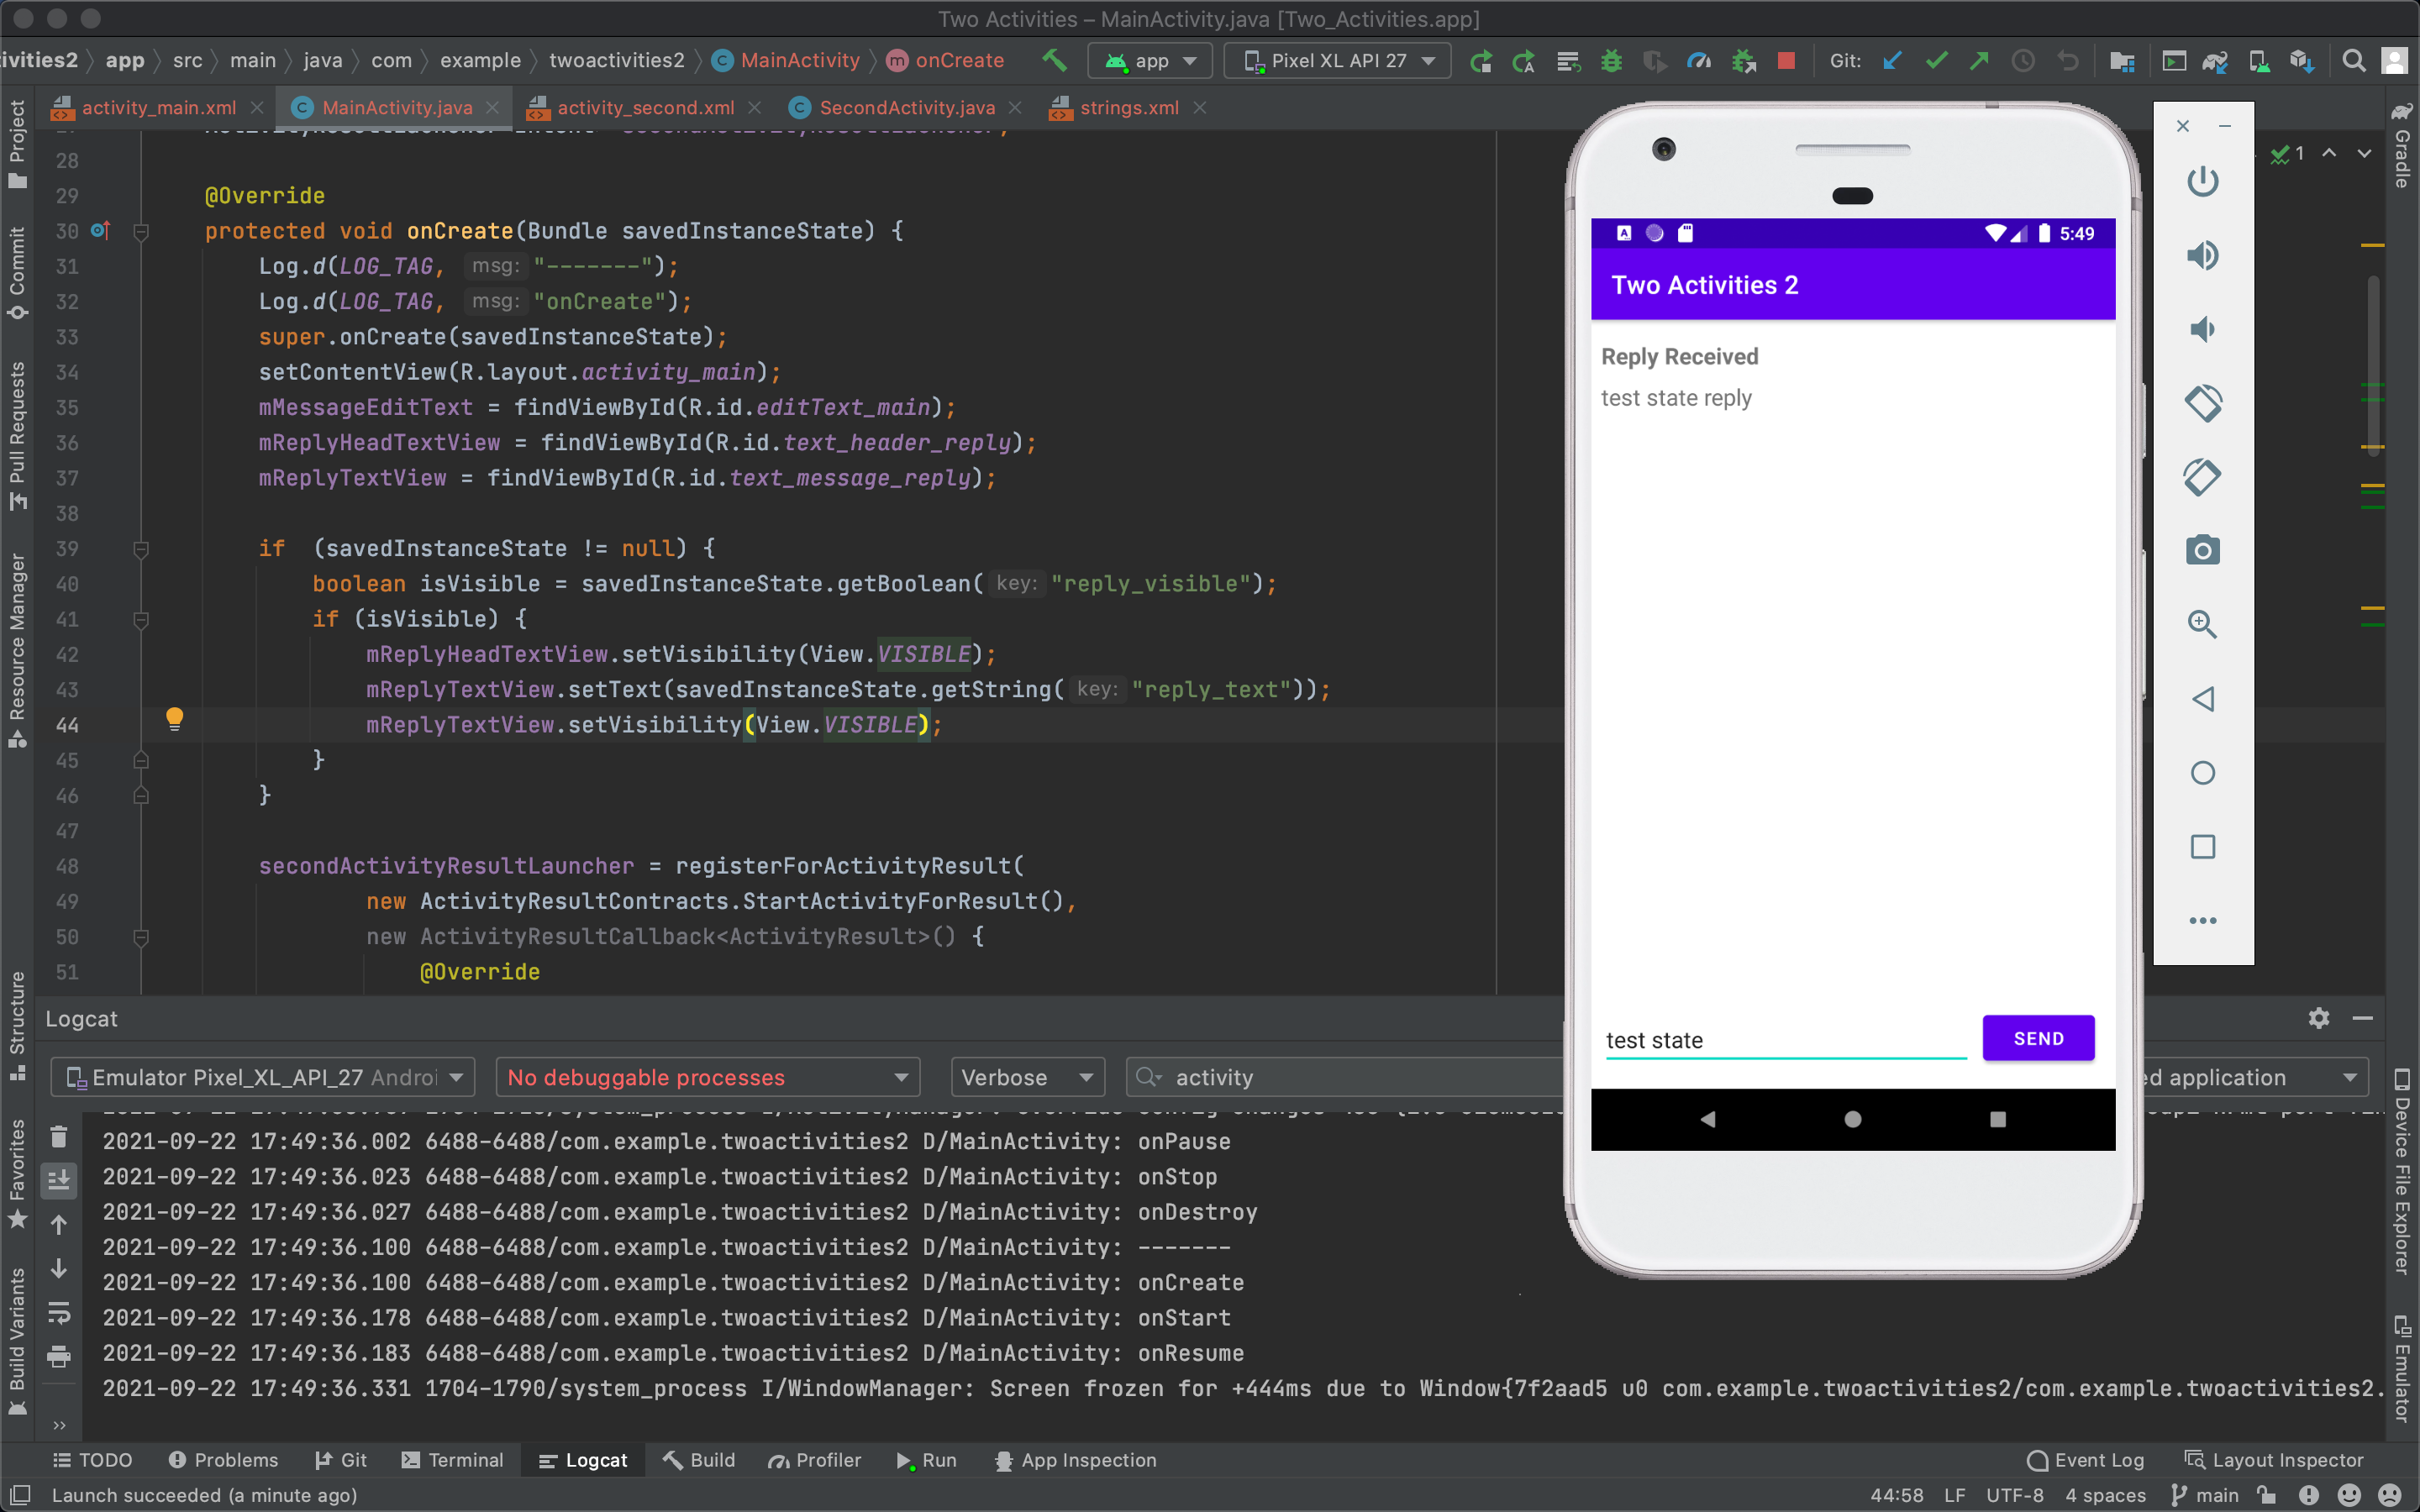 Two Activities – MainActivity.java [Two_Activities.app]
ivities2 app src main java com example twoactivities2 MainActivity onCreate app Pixel XL API 27 Git:
activity_main.xml MainActivity.java activity_second.xml SecondActivity.java strings.xml
28
29 @Override
30 protected void onCreate(Bundle savedInstanceState) {
31 Log.d(LOG_TAG, msg: "-------");
32 Log.d(LOG_TAG, msg: "onCreate");
33 super.onCreate(savedInstanceState);
34 setContentView(R.layout.activity_main);
35 mMessageEditText = findViewById(R.id.editText_main);
36 mReplyHeadTextView = findViewById(R.id.text_header_reply);
37 mReplyTextView = findViewById(R.id.text_message_reply);
38
39 if (savedInstanceState != null) {
40 boolean isVisible = savedInstanceState.getBoolean( key: "reply_visible");
41 if (isVisible) {
42 mReplyHeadTextView.setVisibility(View.VISIBLE);
43 mReplyTextView.setText(savedInstanceState.getString( key: "reply_text"));
44 mReplyTextView.setVisibility(View.VISIBLE);
45 }
46 }
47
48 secondActivityResultLauncher = registerForActivityResult(
49 new ActivityResultContracts.StartActivityForResult(),
50 new ActivityResultCallback<ActivityResult>() {
51 @Override
1
5:49
Two Activities 2
Reply Received
test state reply
test state SEND
Project
Commit
Pull Requests
Resource Manager
Structure
Favorites
Build Variants
Gradle
Device File Explorer
Emulator
Logcat
Emulator Pixel_XL_API_27 Androi No debuggable processes Verbose activity ed application
2021-09-22 17:49:36.002 6488-6488/com.example.twoactivities2 D/MainActivity: onPause
2021-09-22 17:49:36.023 6488-6488/com.example.twoactivities2 D/MainActivity: onStop
2021-09-22 17:49:36.027 6488-6488/com.example.twoactivities2 D/MainActivity: onDestroy
2021-09-22 17:49:36.100 6488-6488/com.example.twoactivities2 D/MainActivity: -------
2021-09-22 17:49:36.100 6488-6488/com.example.twoactivities2 D/MainActivity: onCreate
2021-09-22 17:49:36.178 6488-6488/com.example.twoactivities2 D/MainActivity: onStart
2021-09-22 17:49:36.183 6488-6488/com.example.twoactivities2 D/MainActivity: onResume
2021-09-22 17:49:36.331 1704-1790/system_process I/WindowManager: Screen frozen for +444ms due to Window{7f2aad5 u0 com.example.twoactivities2/com.example.twoactivities2.
TODO Problems Git Terminal Logcat Build Profiler Run App Inspection Event Log Layout Inspector
Launch succeeded (a minute ago) 44:58 LF UTF-8 4 spaces main